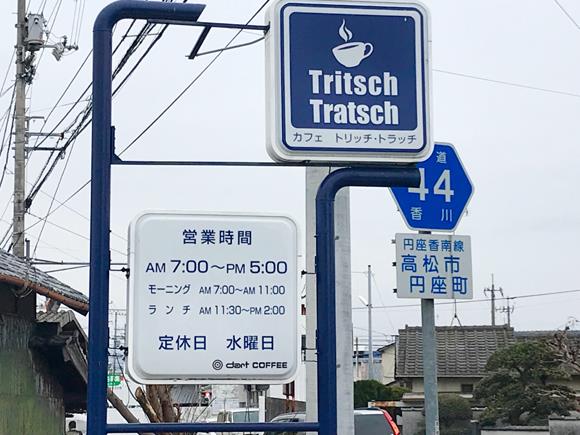 Tritsch
Tratsch
カフェ トリッチ・トラッチ
道
44
香川
円座香南線
高松市
円座町
営業時間
AM 7:00～PM 5:00
モーニング AM 7:00～AM 11:00
ランチ AM 11:30～PM 2:00
定休日 水曜日
dart COFFEE